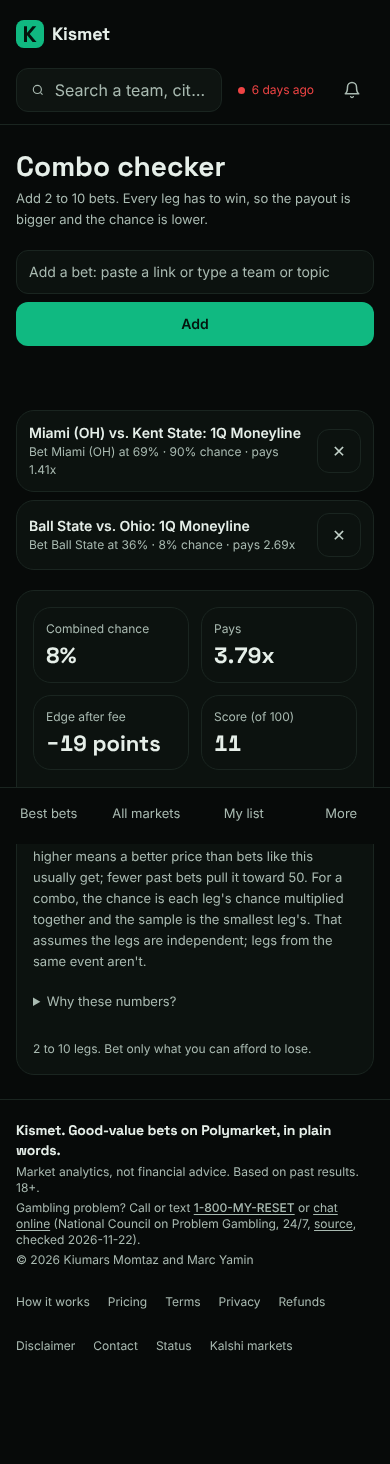 K Kismet
Search a team, cit...
6 days ago
Combo checker
Add 2 to 10 bets. Every leg has to win, so the payout is
bigger and the chance is lower.
Add a bet: paste a link or type a team or topic
Add
Miami (OH) vs. Kent State: 1Q Moneyline
Bet Miami (OH) at 69% · 90% chance · pays
1.41x
✕
Ball State vs. Ohio: 1Q Moneyline
Bet Ball State at 36% · 8% chance · pays 2.69x
✕
Combined chance
8%
Pays
3.79x
Edge after fee
−19 points
Score (of 100)
11
Best bets All markets My list More
higher means a better price than bets like this
usually get; fewer past bets pull it toward 50. For a
combo, the chance is each leg's chance multiplied
together and the sample is the smallest leg's. That
assumes the legs are independent; legs from the
same event aren't.
Why these numbers?
2 to 10 legs. Bet only what you can afford to lose.
Kismet. Good-value bets on Polymarket, in plain
words.
Market analytics, not financial advice. Based on past results.
18+.
Gambling problem? Call or text 1-800-MY-RESET or chat
online (National Council on Problem Gambling, 24/7, source,
checked 2026-11-22).
© 2026 Kiumars Momtaz and Marc Yamin
How it works Pricing Terms Privacy Refunds
Disclaimer Contact Status Kalshi markets